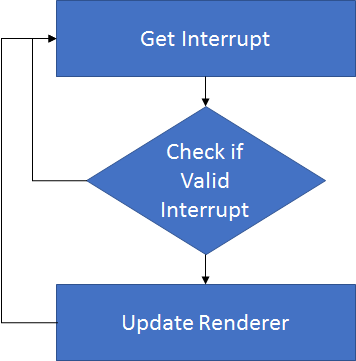 Get Interrupt
Check if
Valid
Interrupt
Update Renderer